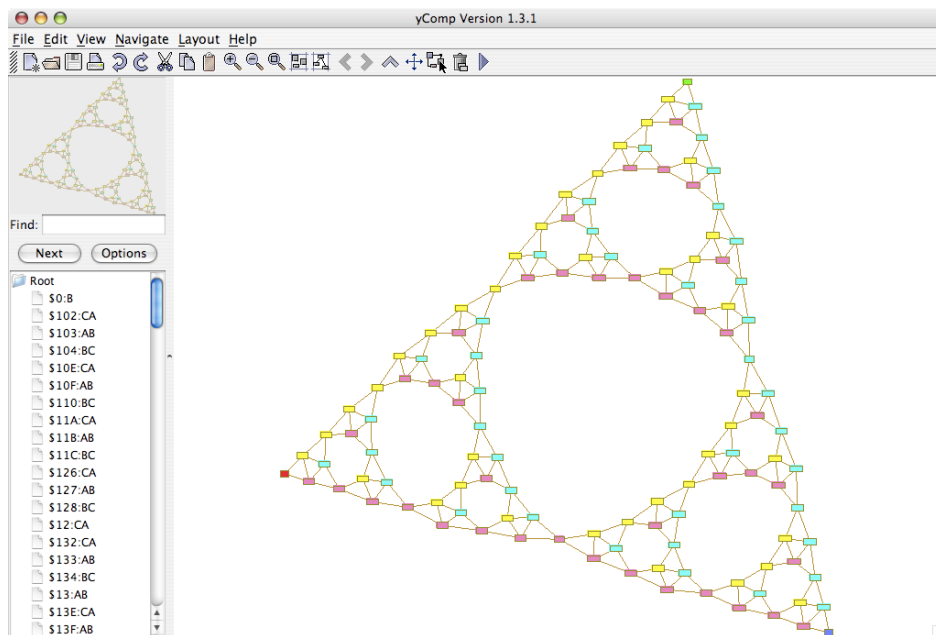 yComp Version 1.3.1
File Edit View Navigate Layout Help
Find:
Next Options
Root
$0:B
$102:CA
$103:AB
$104:BC
$10E:CA
$10F:AB
$110:BC
$11A:CA
$11B:AB
$11C:BC
$126:CA
$127:AB
$128:BC
$12:CA
$132:CA
$133:AB
$134:BC
$13:AB
$13E:CA
$13F:AB